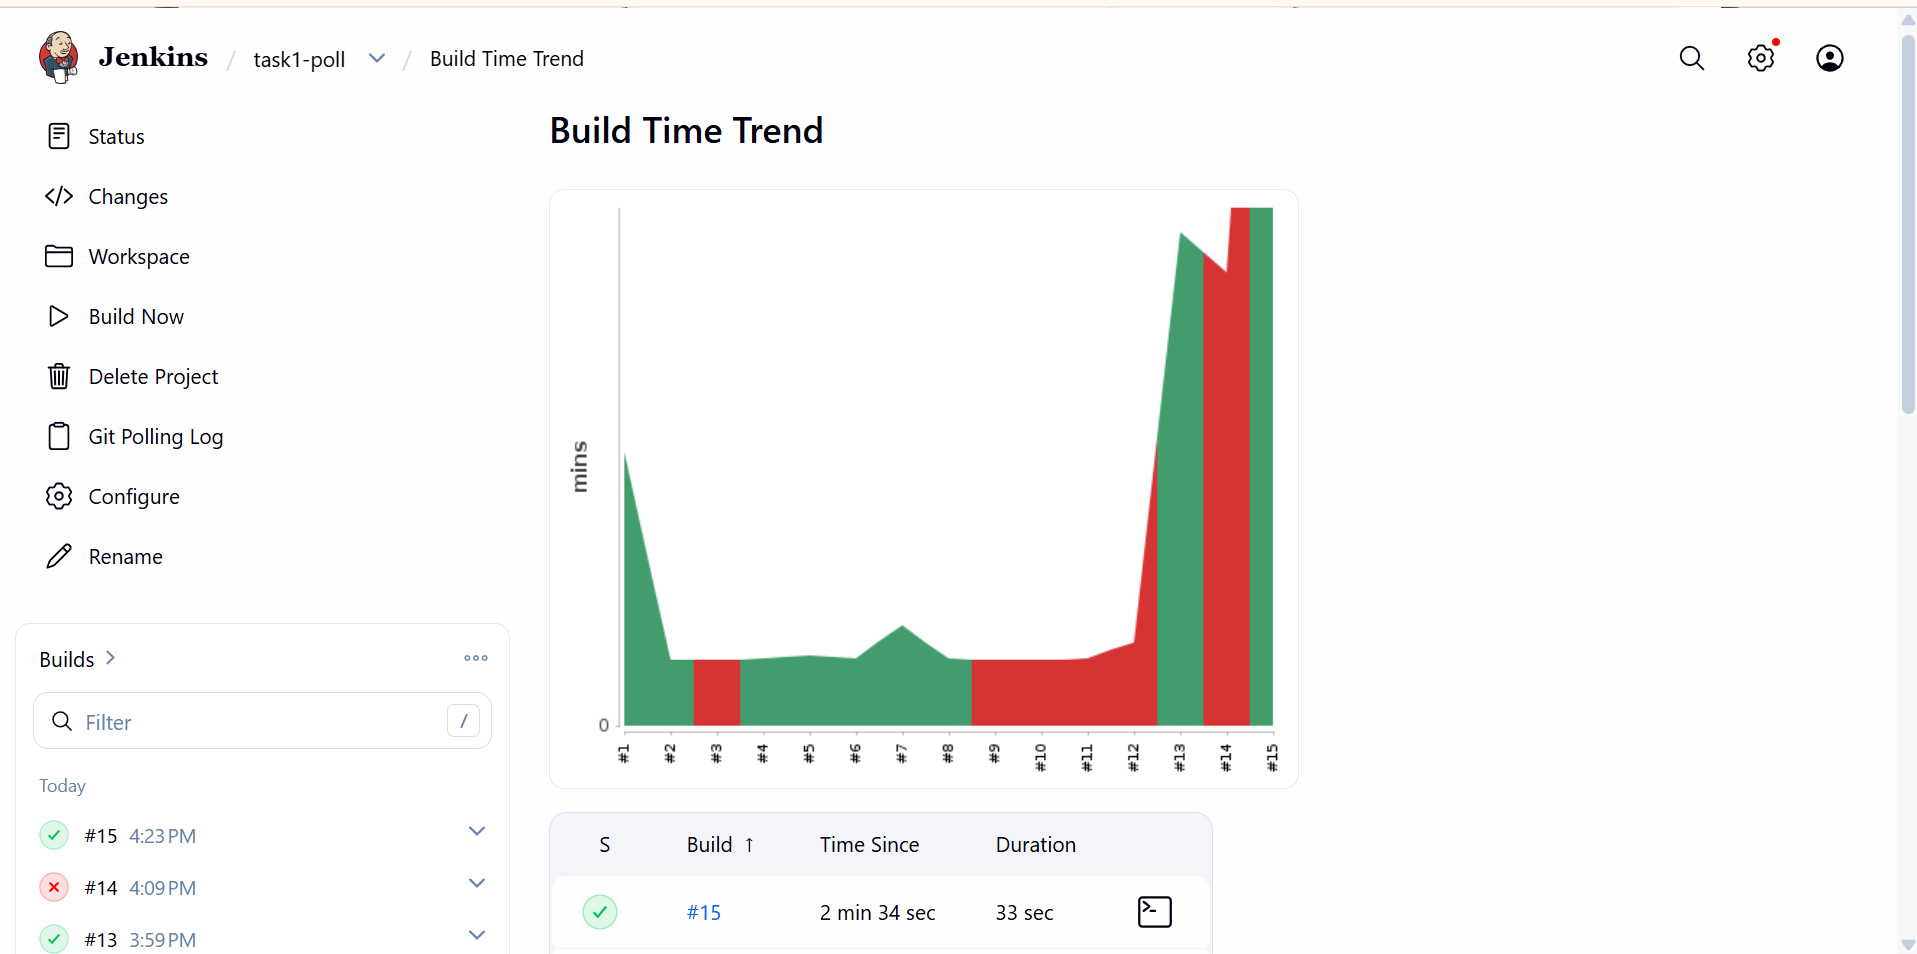 Jenkins / task1-poll / Build Time Trend
Status
Changes
Workspace
Build Now
Delete Project
Git Polling Log
Configure
Rename
Builds
Filter /
Today
#15 4:23 PM
#14 4:09 PM
#13 3:59 PM
Build Time Trend
mins
0
#1 #2 #3 #4 #5 #6 #7 #8 #9 #10 #11 #12 #13 #14 #15
S Build ↑ Time Since Duration
#15 2 min 34 sec 33 sec